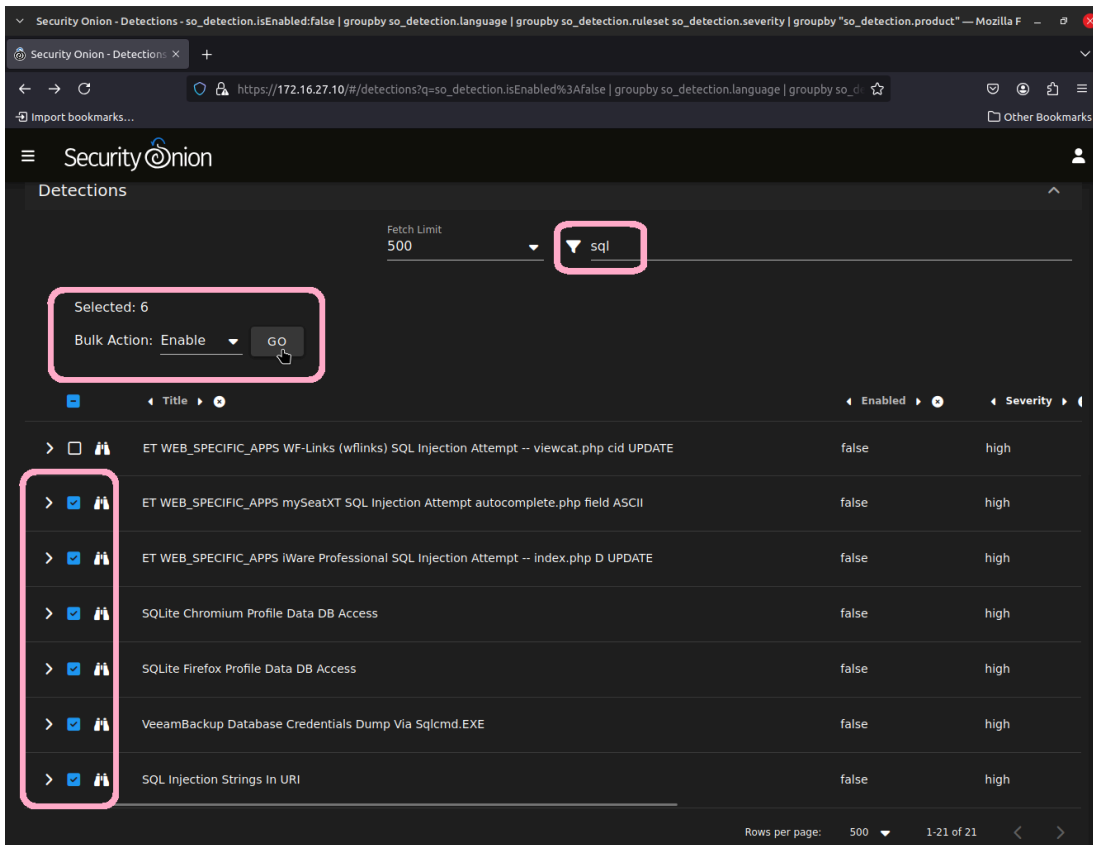 Security Onion - Detections - so_detection.isEnabled:false | groupby so_detection.language | groupby so_detection.ruleset so_detection.severity | groupby "so_detection.product" — Mozilla F
Security Onion - Detections
https://172.16.27.10/#/detections?q=so_detection.isEnabled%3Afalse | groupby so_detection.language | groupby so_de
Import bookmarks...
Other Bookmarks
Security Onion
Detections
Fetch Limit
500
sql
Selected: 6
Bulk Action: Enable GO
Title Enabled Severity
ET WEB_SPECIFIC_APPS WF-Links (wflinks) SQL Injection Attempt -- viewcat.php cid UPDATE false high
ET WEB_SPECIFIC_APPS mySeatXT SQL Injection Attempt autocomplete.php field ASCII false high
ET WEB_SPECIFIC_APPS iWare Professional SQL Injection Attempt -- index.php D UPDATE false high
SQLite Chromium Profile Data DB Access false high
SQLite Firefox Profile Data DB Access false high
VeeamBackup Database Credentials Dump Via Sqlcmd.EXE false high
SQL Injection Strings In URI false high
Rows per page: 500 1-21 of 21